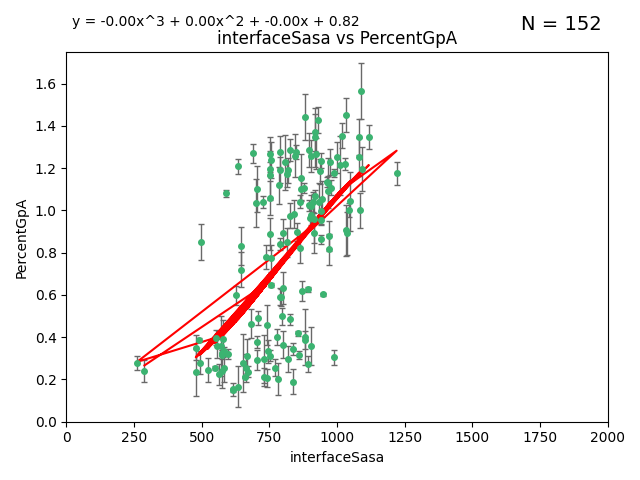 y = -0.00x^3 + 0.00x^2 + -0.00x + 0.82
N = 152
interfaceSasa vs PercentGpA
PercentGpA
1.6
1.4
1.2
1.0
0.8
0.6
0.4
0.2
0.0
0 250 500 750 1000 1250 1500 1750 2000
interfaceSasa